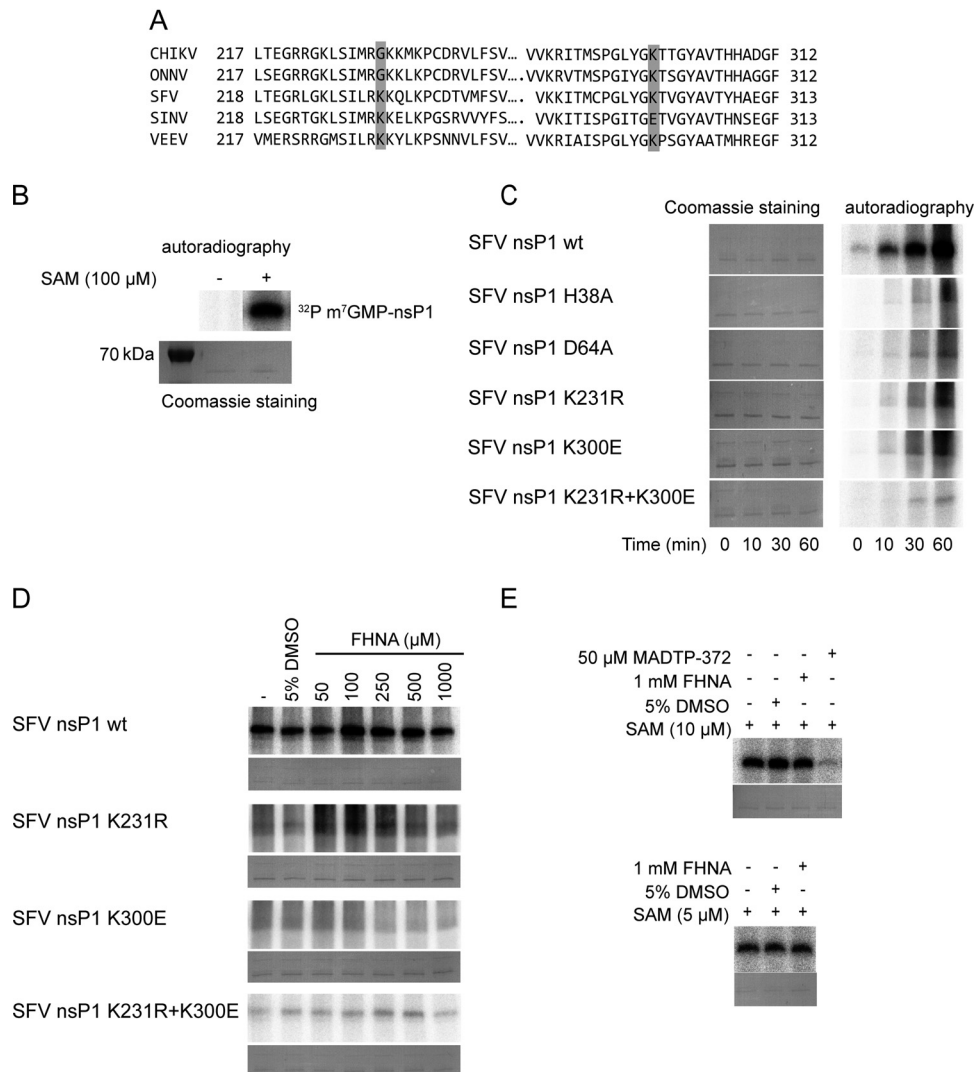 A
CHIKV 217 LTEGRRGKLSIMRGKKMKPCDRVLFSV… VVKRITMSPGLYGKTTGYAVTHHADGF 312
ONNV 217 LSEGRRGKLSIMRGKKLKPCDRVLFSV….VVKRVTMSPGIYGKTSGYAVTHHAGGF 312
SFV 218 LTEGRLGKLSILRKKQLKPCDTVMFSV…. VKKITMCPGLYGKTVGYAVTYHAEGF 313
SINV 218 LSEGRTGKLSIMRKKELKPGSRVVYFS…. VVKKITISPGITGETVGYAVTHNSEGF 313
VEEV 217 VMERSRRGMSILRKKYLKPSNNVLFSV… VVKRIAISPGLYGKPSGYAATMHREGF 312
B
autoradiography
SAM (100 µM) - +
³²P m⁷GMP-nsP1
70 kDa
Coomassie staining
C
Coomassie staining autoradiography
SFV nsP1 wt
SFV nsP1 H38A
SFV nsP1 D64A
SFV nsP1 K231R
SFV nsP1 K300E
SFV nsP1 K231R+K300E
Time (min) 0 10 30 60 0 10 30 60
D
FHNA (µM)
- 5% DMSO 50 100 250 500 1000
SFV nsP1 wt
SFV nsP1 K231R
SFV nsP1 K300E
SFV nsP1 K231R+K300E
E
50 µM MADTP-372 - - - +
1 mM FHNA - - + -
5% DMSO - + - -
SAM (10 µM) + + + +
1 mM FHNA - - +
5% DMSO - + -
SAM (5 µM) + + +